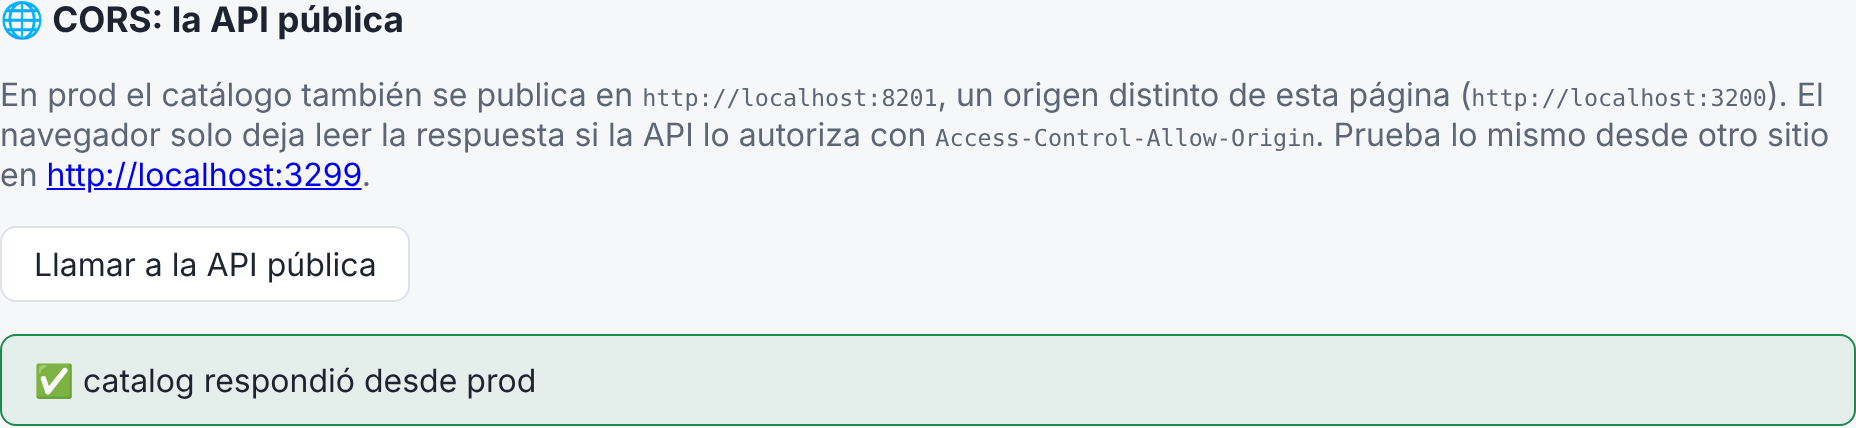 🌐 CORS: la API pública
En prod el catálogo también se publica en http://localhost:8201, un origen distinto de esta página (http://localhost:3200). El
navegador solo deja leer la respuesta si la API lo autoriza con Access-Control-Allow-Origin. Prueba lo mismo desde otro sitio
en http://localhost:3299.
Llamar a la API pública
✅ catalog respondió desde prod